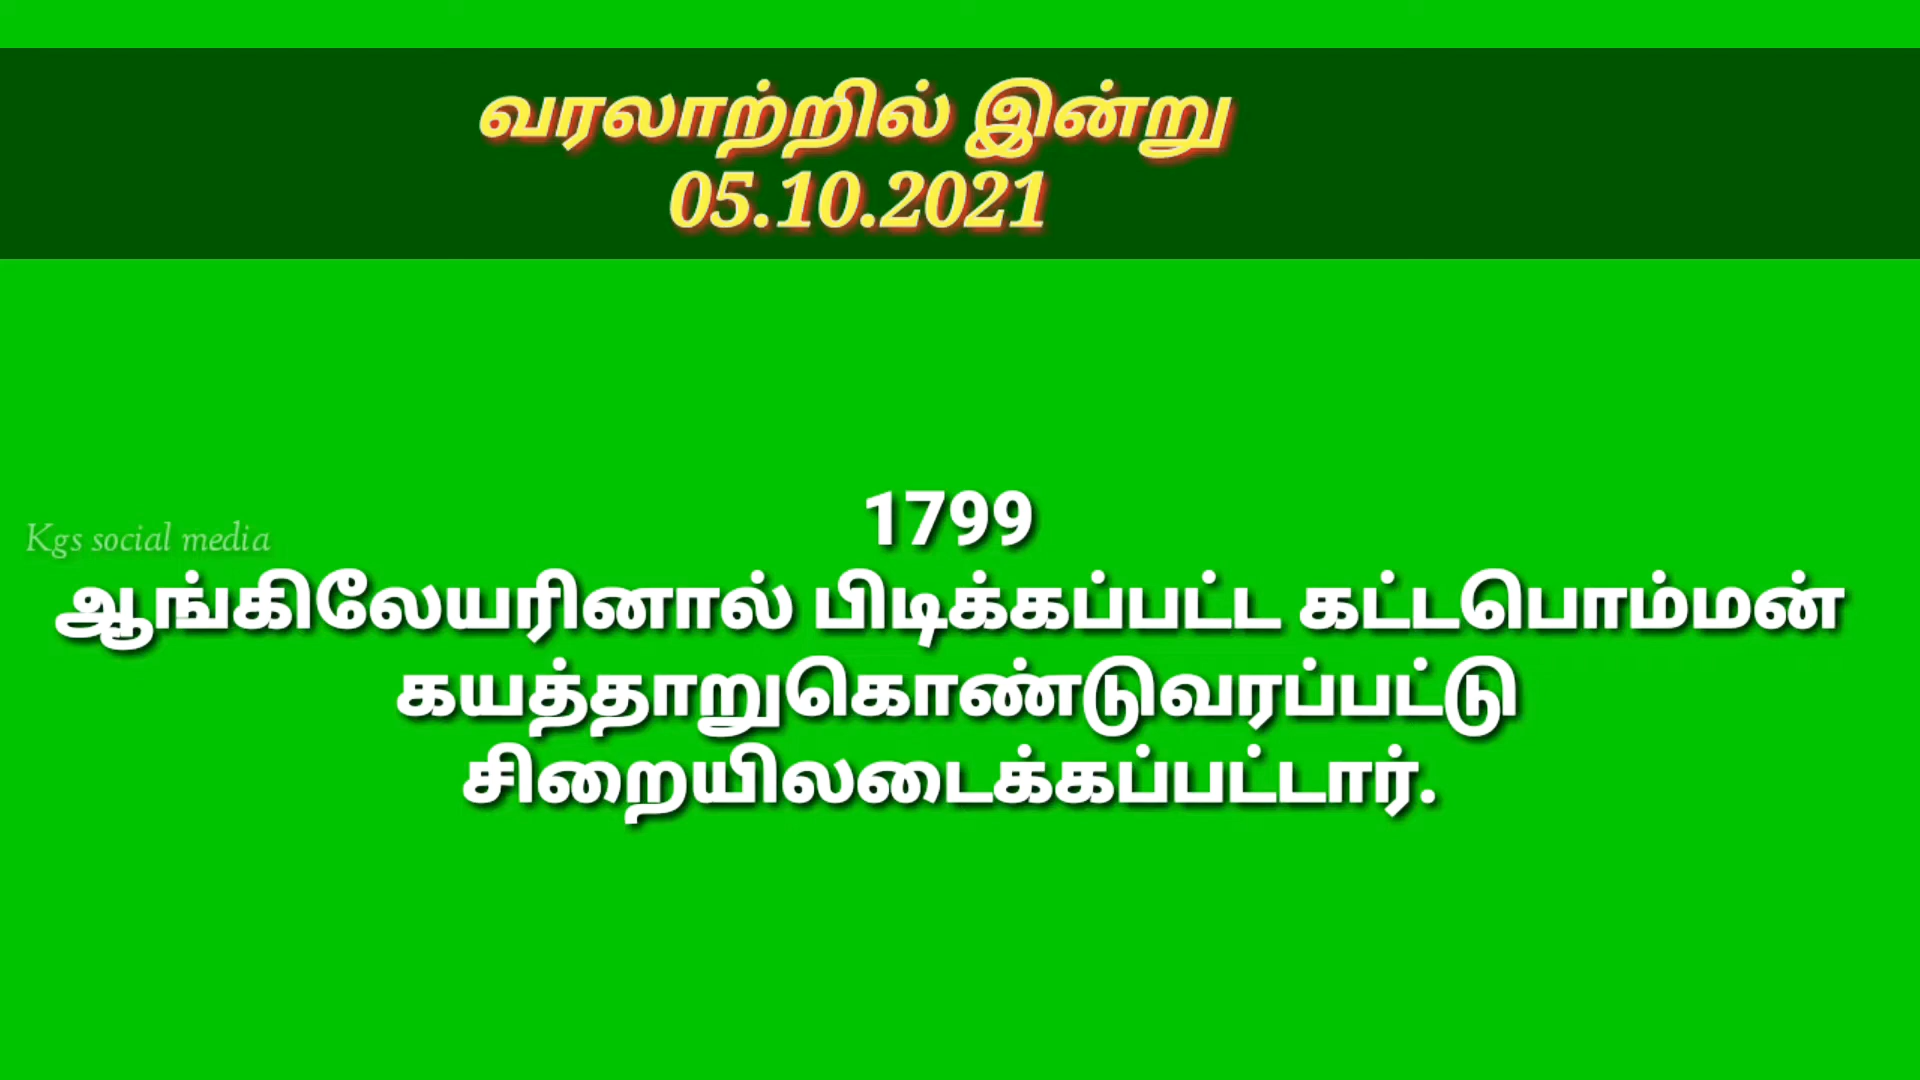 வரலாற்றில் இன்று
05.10.2021
1799
Kgs social media
ஆங்கிலேயரினால் பிடிக்கப்பட்ட கட்டபொம்மன்
கயத்தாறுகொண்டுவரப்பட்டு
சிறையிலடைக்கப்பட்டார்.